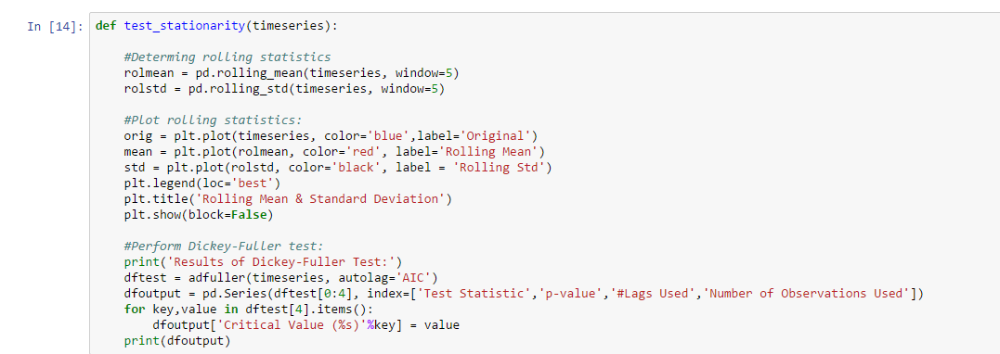 In [14]: def test_stationarity(timeseries):
#Determing rolling statistics
rolmean = pd.rolling_mean(timeseries, window=5)
rolstd = pd.rolling_std(timeseries, window=5)
#Plot rolling statistics:
orig = plt.plot(timeseries, color='blue',label='Original')
mean = plt.plot(rolmean, color='red', label='Rolling Mean')
std = plt.plot(rolstd, color='black', label = 'Rolling Std')
plt.legend(loc='best')
plt.title('Rolling Mean & Standard Deviation')
plt.show(block=False)
#Perform Dickey-Fuller test:
print('Results of Dickey-Fuller Test:')
dftest = adfuller(timeseries, autolag='AIC')
dfoutput = pd.Series(dftest[0:4], index=['Test Statistic','p-value','#Lags Used','Number of Observations Used'])
for key,value in dftest[4].items():
dfoutput['Critical Value (%s)'%key] = value
print(dfoutput)